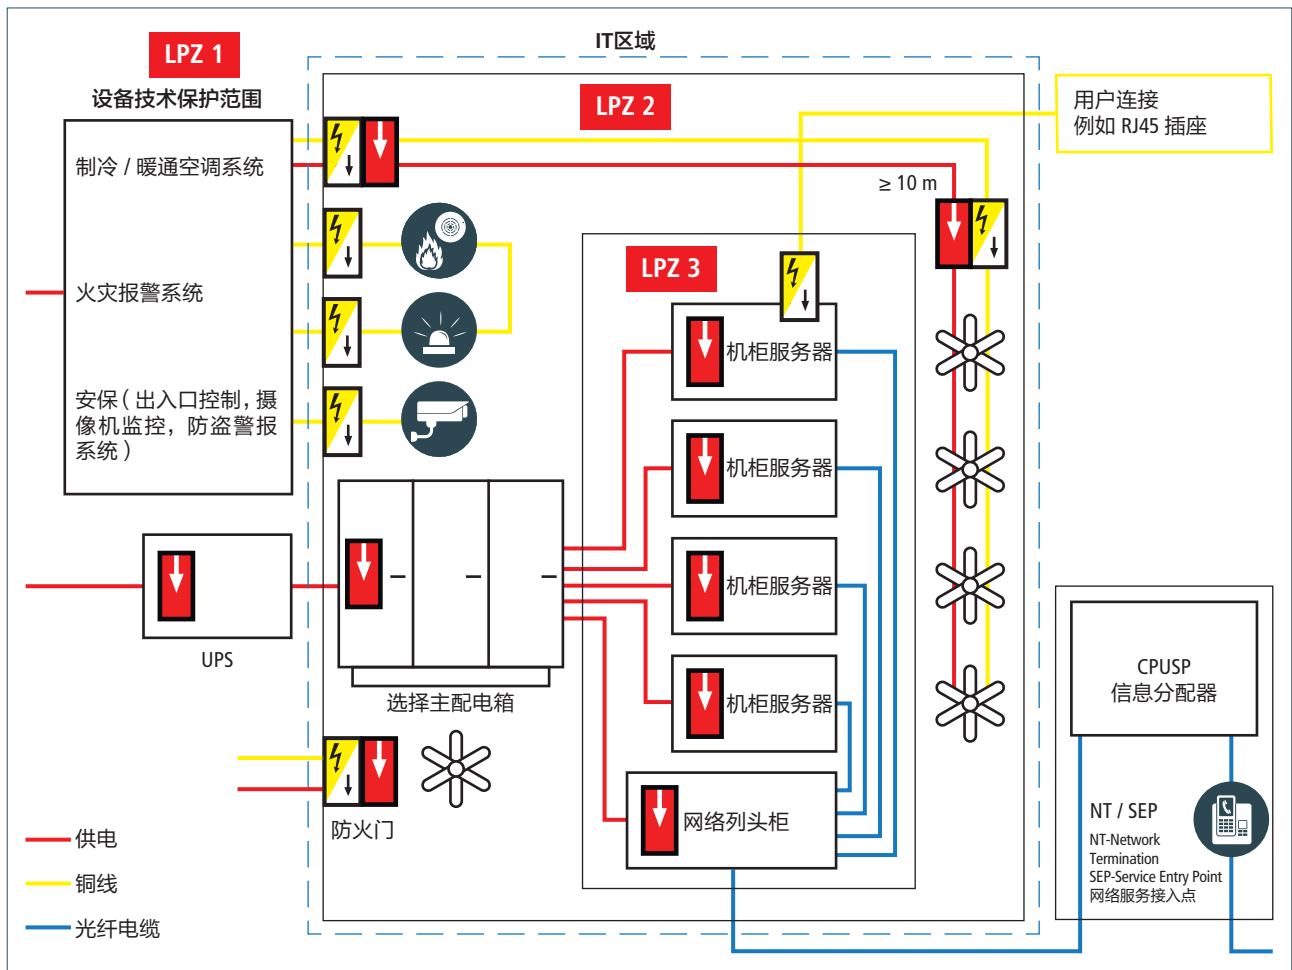 IT区域
LPZ 1
设备技术保护范围
LPZ 2
用户连接
例如 RJ45 插座
制冷 / 暖通空调系统
≥ 10 m
LPZ 3
火灾报警系统
机柜服务器
安保（出入口控制，摄
像机监控，防盗警报
系统）
机柜服务器
机柜服务器
UPS
CPUSP
信息分配器
选择主配电箱
机柜服务器
网络列头柜
防火门
NT / SEP
NT-Network
Termination
SEP-Service Entry Point
网络服务接入点
供电
铜线
光纤电缆